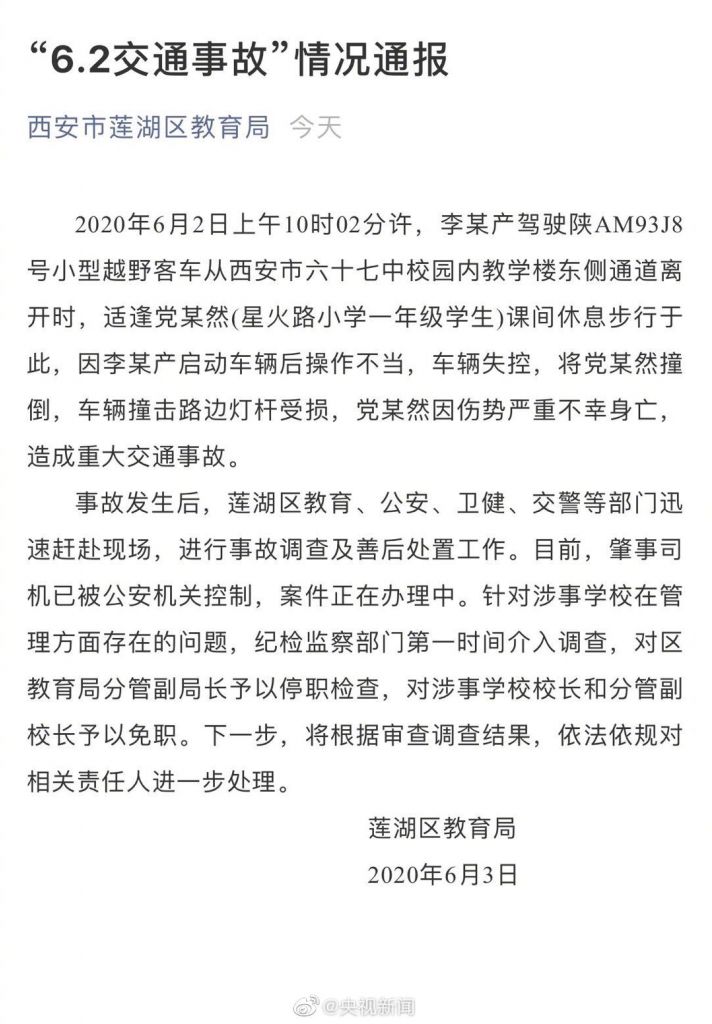 “6.2交通事故”情况通报
西安市莲湖区教育局 今天
2020年6月2日上午10时02分许，李某产驾驶陕AM93J8
号小型越野客车从西安市六十七中校园内教学楼东侧通道离
开时，适逢党某然(星火路小学一年级学生)课间休息步行于
此，因李某产启动车辆后操作不当，车辆失控，将党某然撞
倒，车辆撞击路边灯杆受损，党某然因伤势严重不幸身亡，
造成重大交通事故。
事故发生后，莲湖区教育、公安、卫健、交警等部门迅
速赶赴现场，进行事故调查及善后处置工作。目前，肇事司
机已被公安机关控制，案件正在办理中。针对涉事学校在管
理方面存在的问题，纪检监察部门第一时间介入调查，对区
教育局分管副局长予以停职检查，对涉事学校校长和分管副
校长予以免职。下一步，将根据审查调查结果，依法依规对
相关责任人进一步处理。
莲湖区教育局
2020年6月3日
@央视新闻